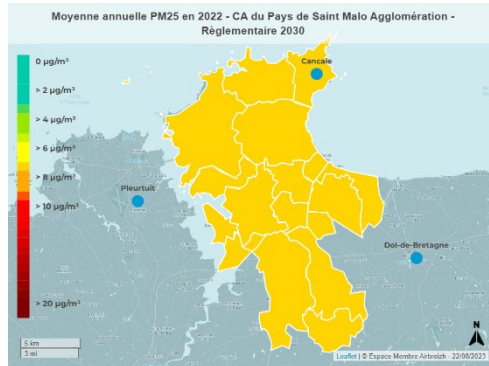 Moyenne annuelle PM25 en 2022 - CA du Pays de Saint Malo Agglomération -
Règlementaire 2030
0 µg/m³
> 2 µg/m³
> 4 µg/m³
> 6 µg/m³
> 8 µg/m³
> 10 µg/m³
> 20 µg/m³
Cancale
Pleurtuit
Dol-de-Bretagne
5 km
3 mi
N
Leaflet | © Espace Membre Airbreizh - 22/08/2023